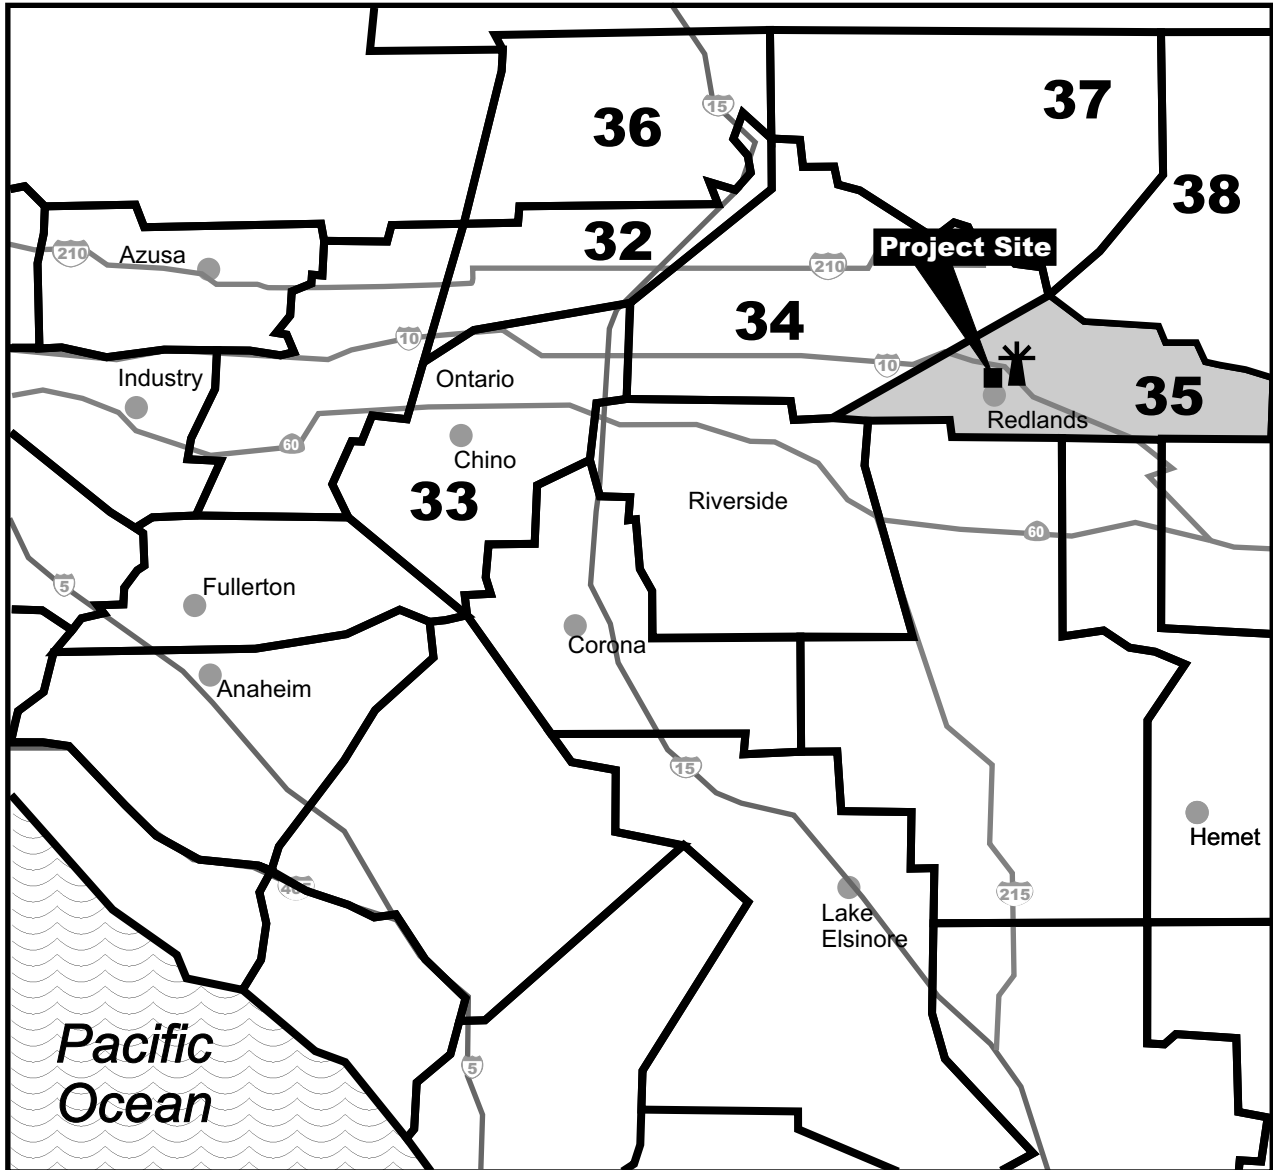 15
37
36
38
32
Project Site
210
Azusa
210
34
10
10
Industry
Ontario
35
Redlands
60
Chino
33
Riverside
60
5
Fullerton
Corona
Anaheim
15
Hemet
405
215
Lake
Elsinore
Pacific
Ocean
5